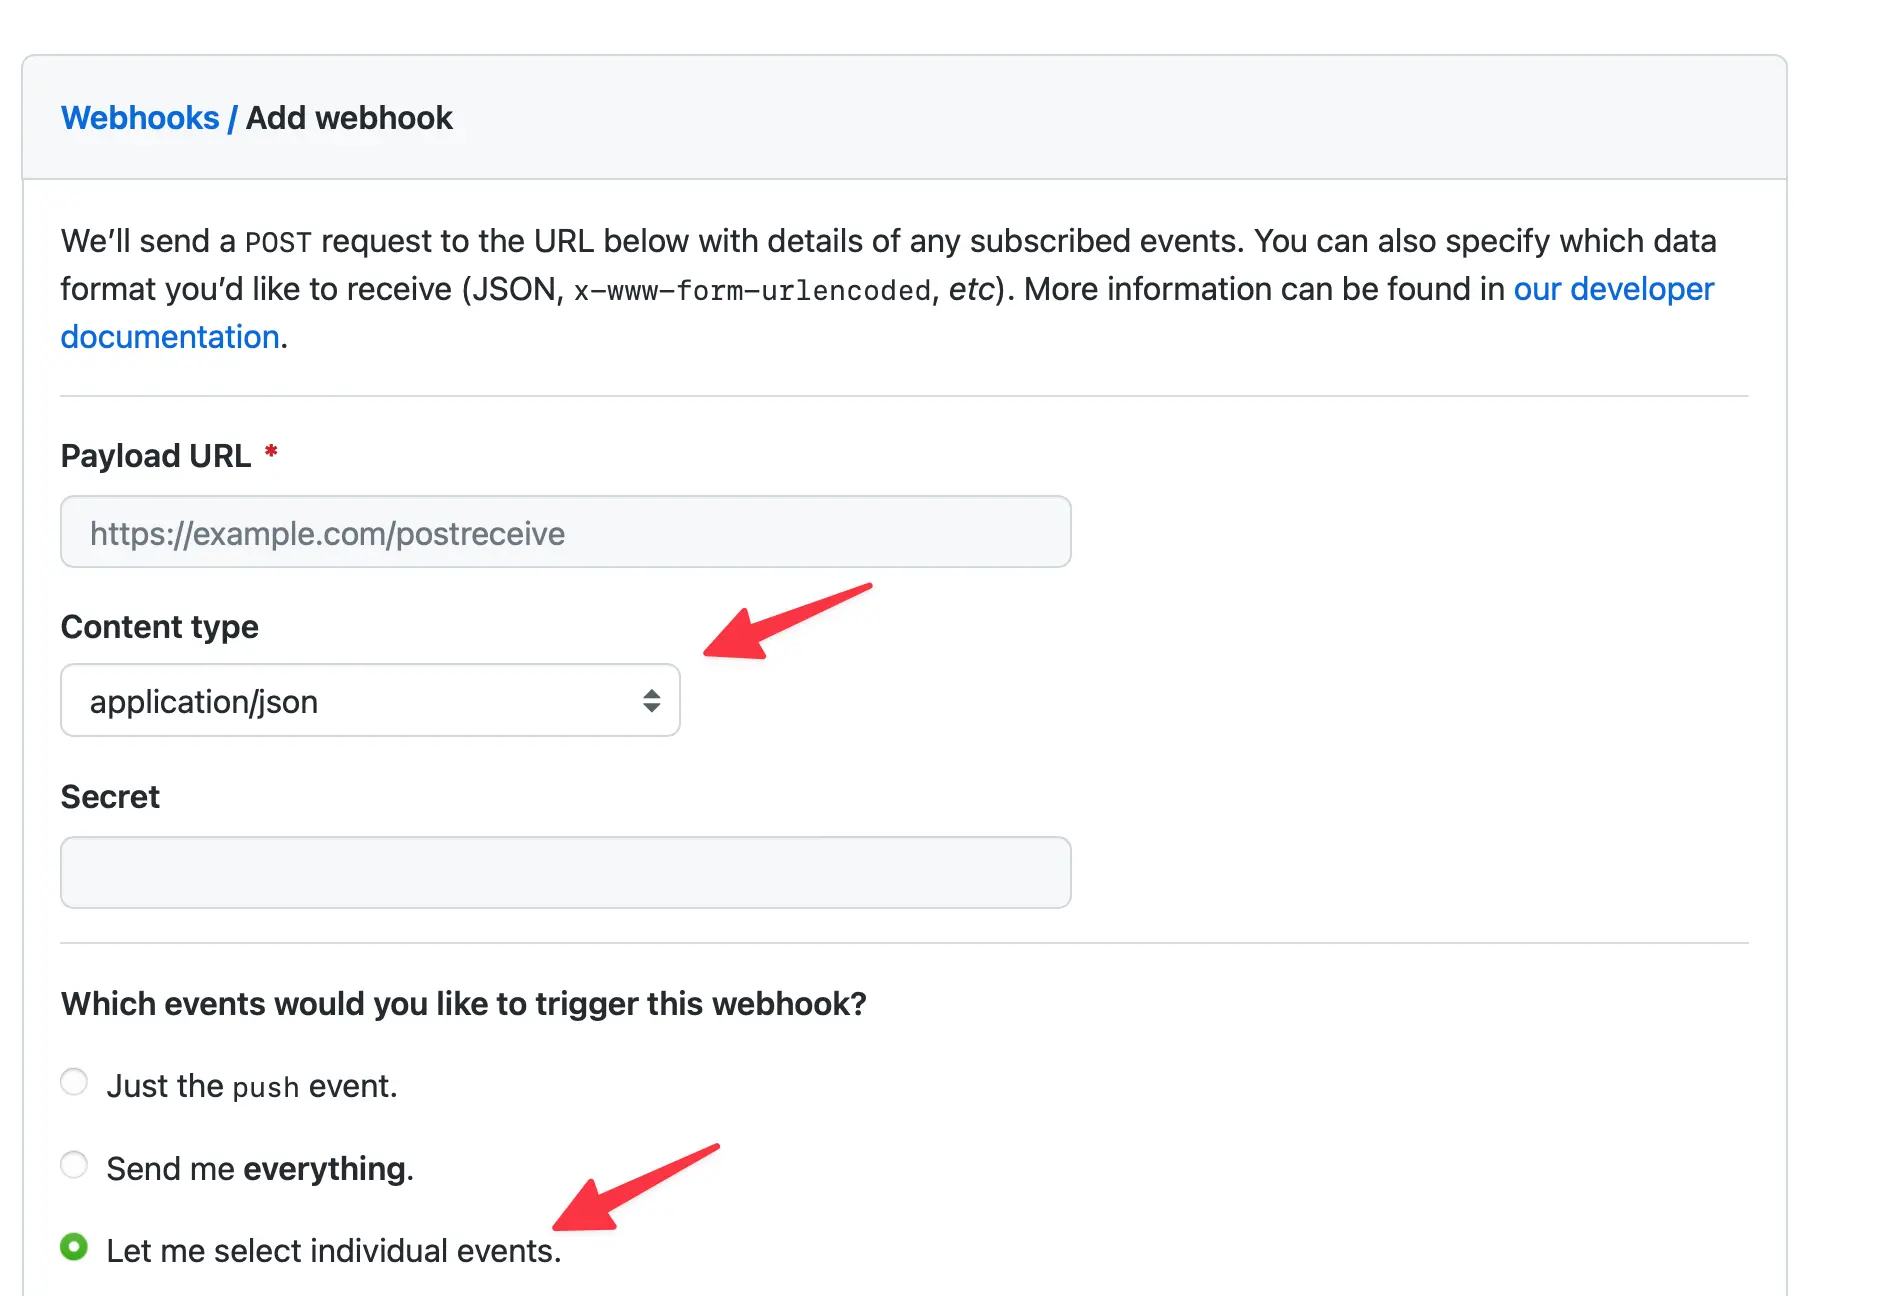 Webhooks / Add webhook
We’ll send a POST request to the URL below with details of any subscribed events. You can also specify which data
format you’d like to receive (JSON, x-www-form-urlencoded, etc). More information can be found in our developer
documentation.
Payload URL *
https://example.com/postreceive
Content type
application/json
Secret
Which events would you like to trigger this webhook?
Just the push event.
Send me everything.
Let me select individual events.